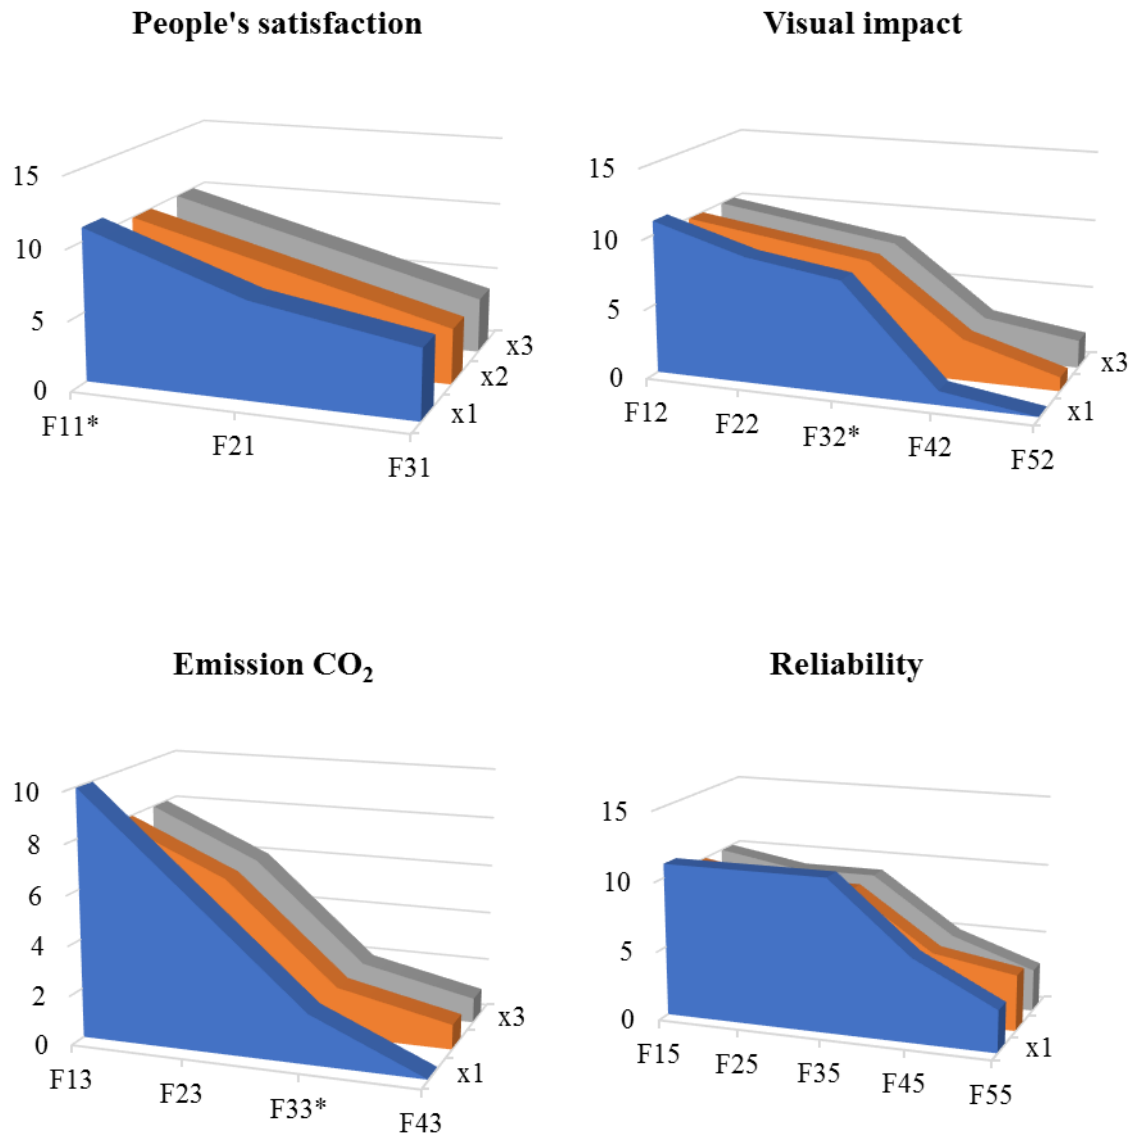 People's satisfaction
15
10
5
0
F11*
F21
F31
x1
x2
x3
Visual impact
15
10
5
0
F12
F22
F32*
F42
F52
x1
x3
Emission CO₂
10
8
6
4
2
0
F13
F23
F33*
F43
x1
x3
Reliability
15
10
5
0
F15
F25
F35
F45
F55
x1